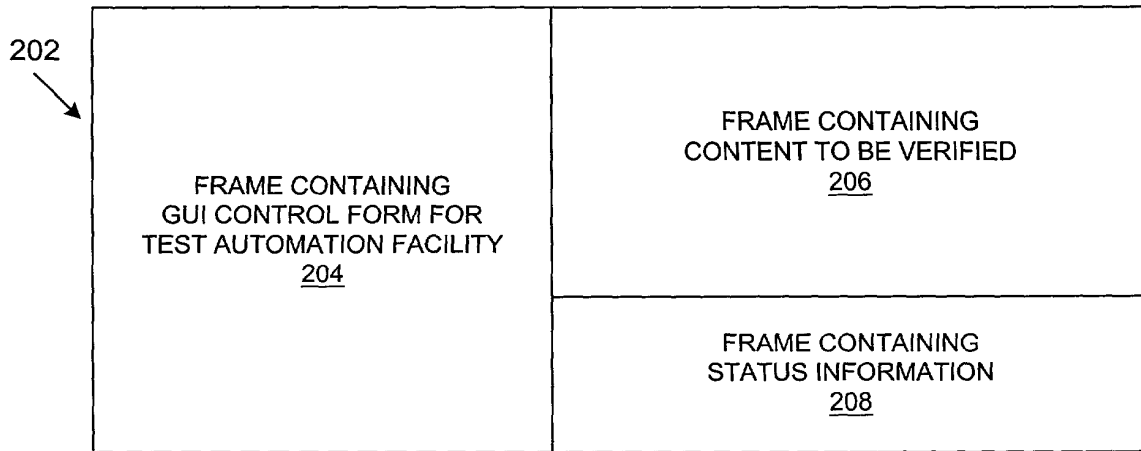 202
FRAME CONTAINING
GUI CONTROL FORM FOR
TEST AUTOMATION FACILITY
204
FRAME CONTAINING
CONTENT TO BE VERIFIED
206
FRAME CONTAINING
STATUS INFORMATION
208